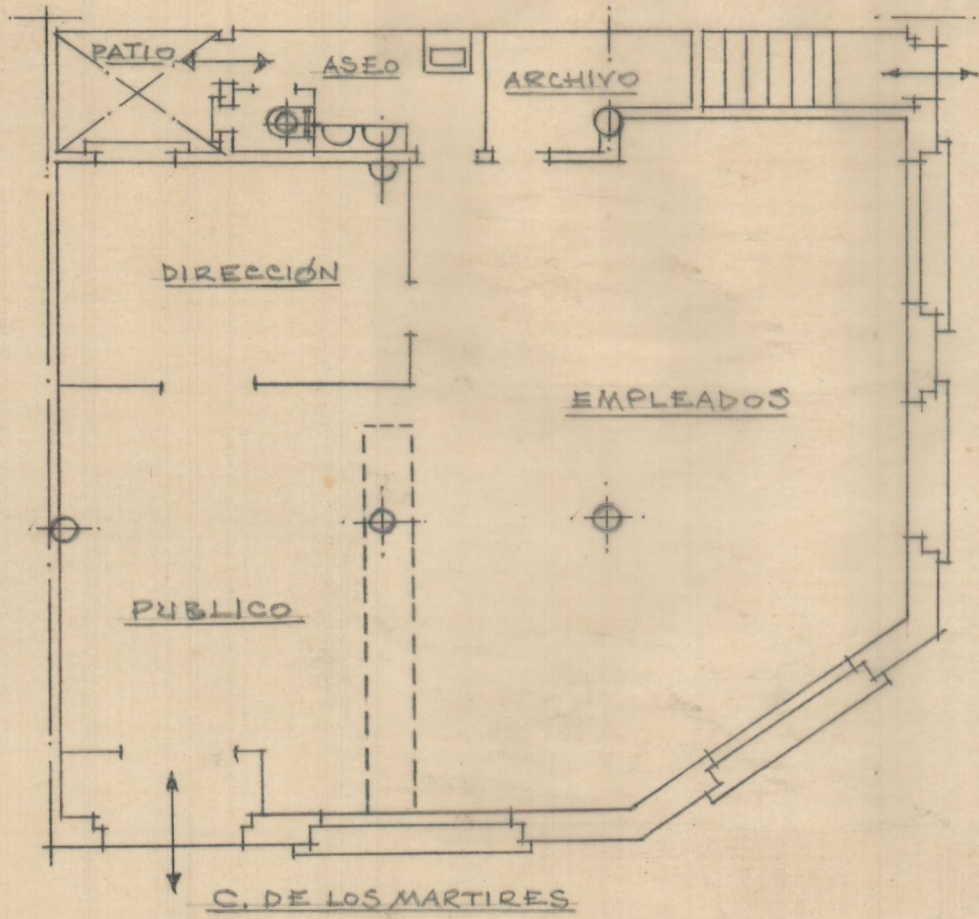 PATIO
ASEO
ARCHIVO
DIRECCIÓN
EMPLEADOS
PUBLICO
C. DE LOS MARTIRES